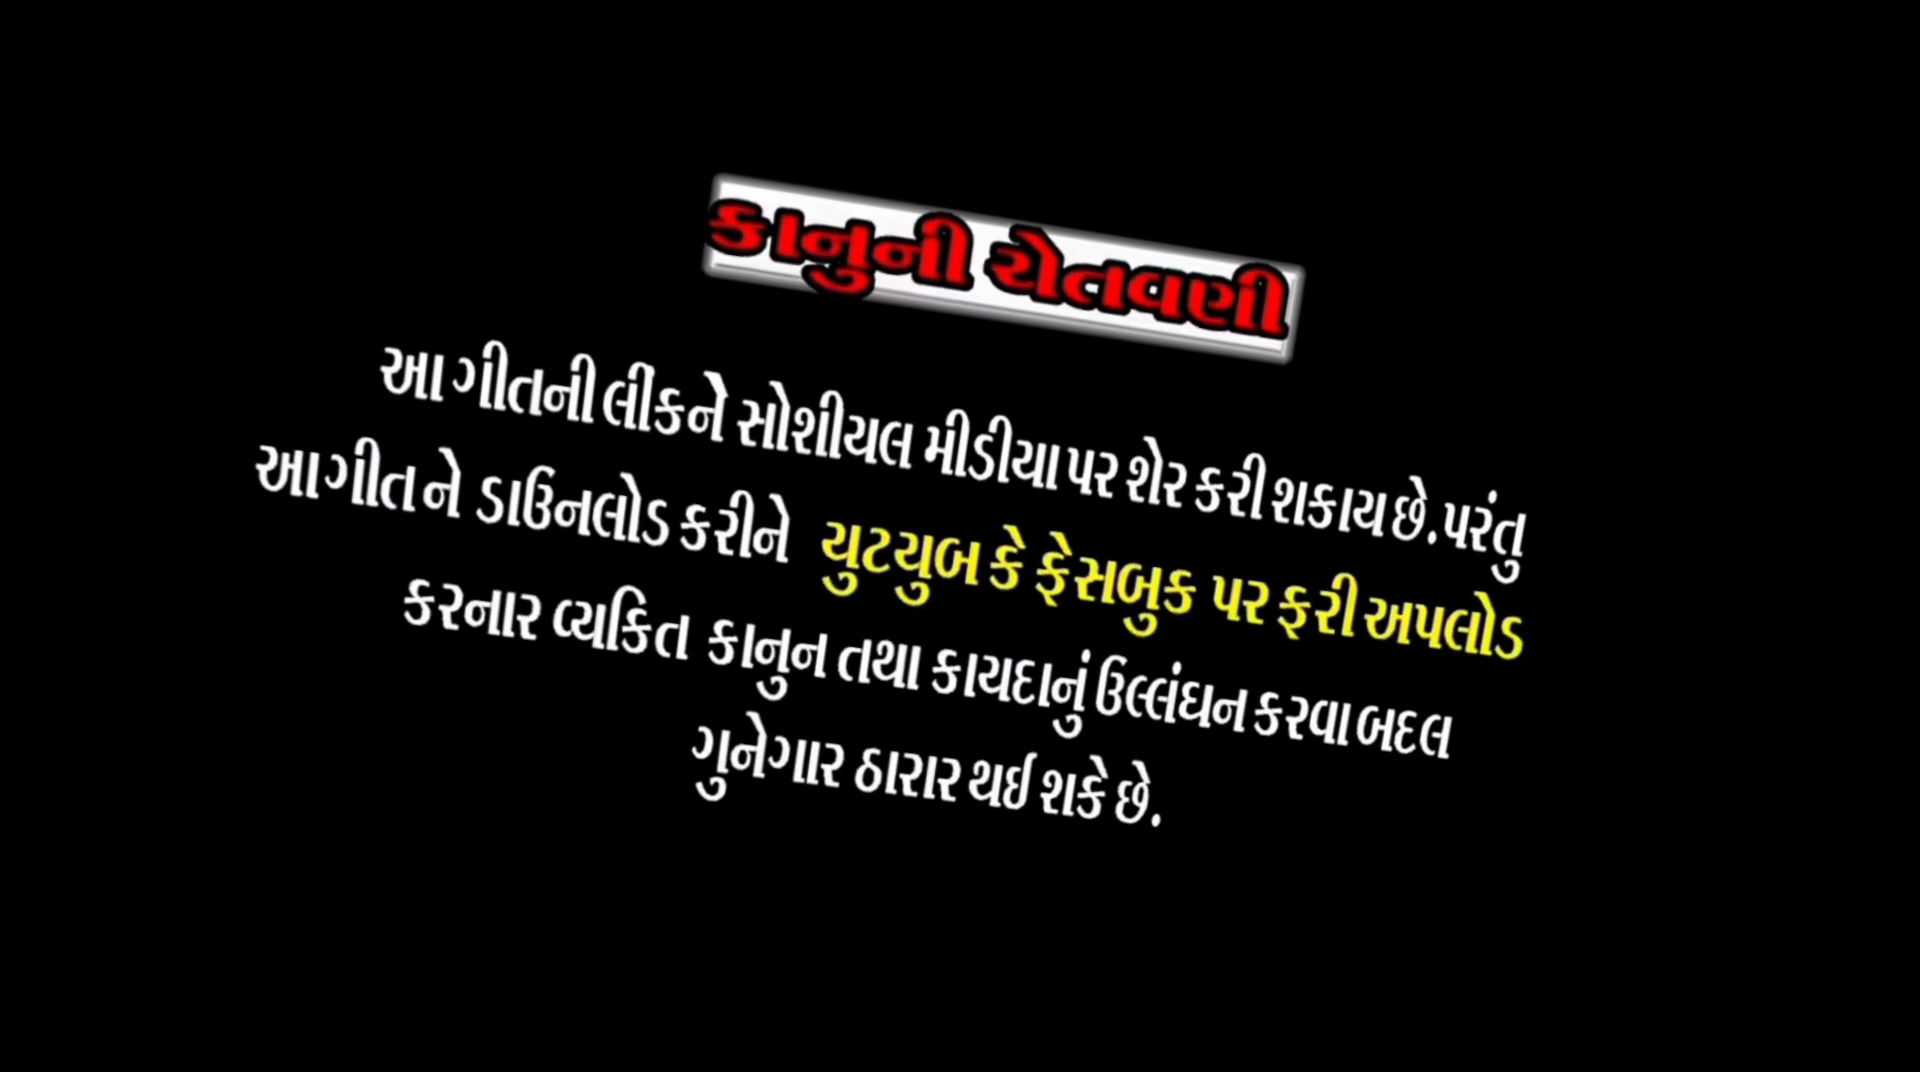 કાનુની ચેતવણી
આ ગીતની લીંકને સોશીયલ મીડીયા પર શેર કરી શકાય છે.પરંતુ
આ ગીત ને ડાઉનલોડ કરીને યુટયુબ કે ફેસબુક પર ફરી અપલોડ
કરનાર વ્યકિત કાનુન તથા કાયદાનું ઉલ્લંઘન કરવા બદલ
ગુનેગાર ઠારાર થઈ શકે છે.